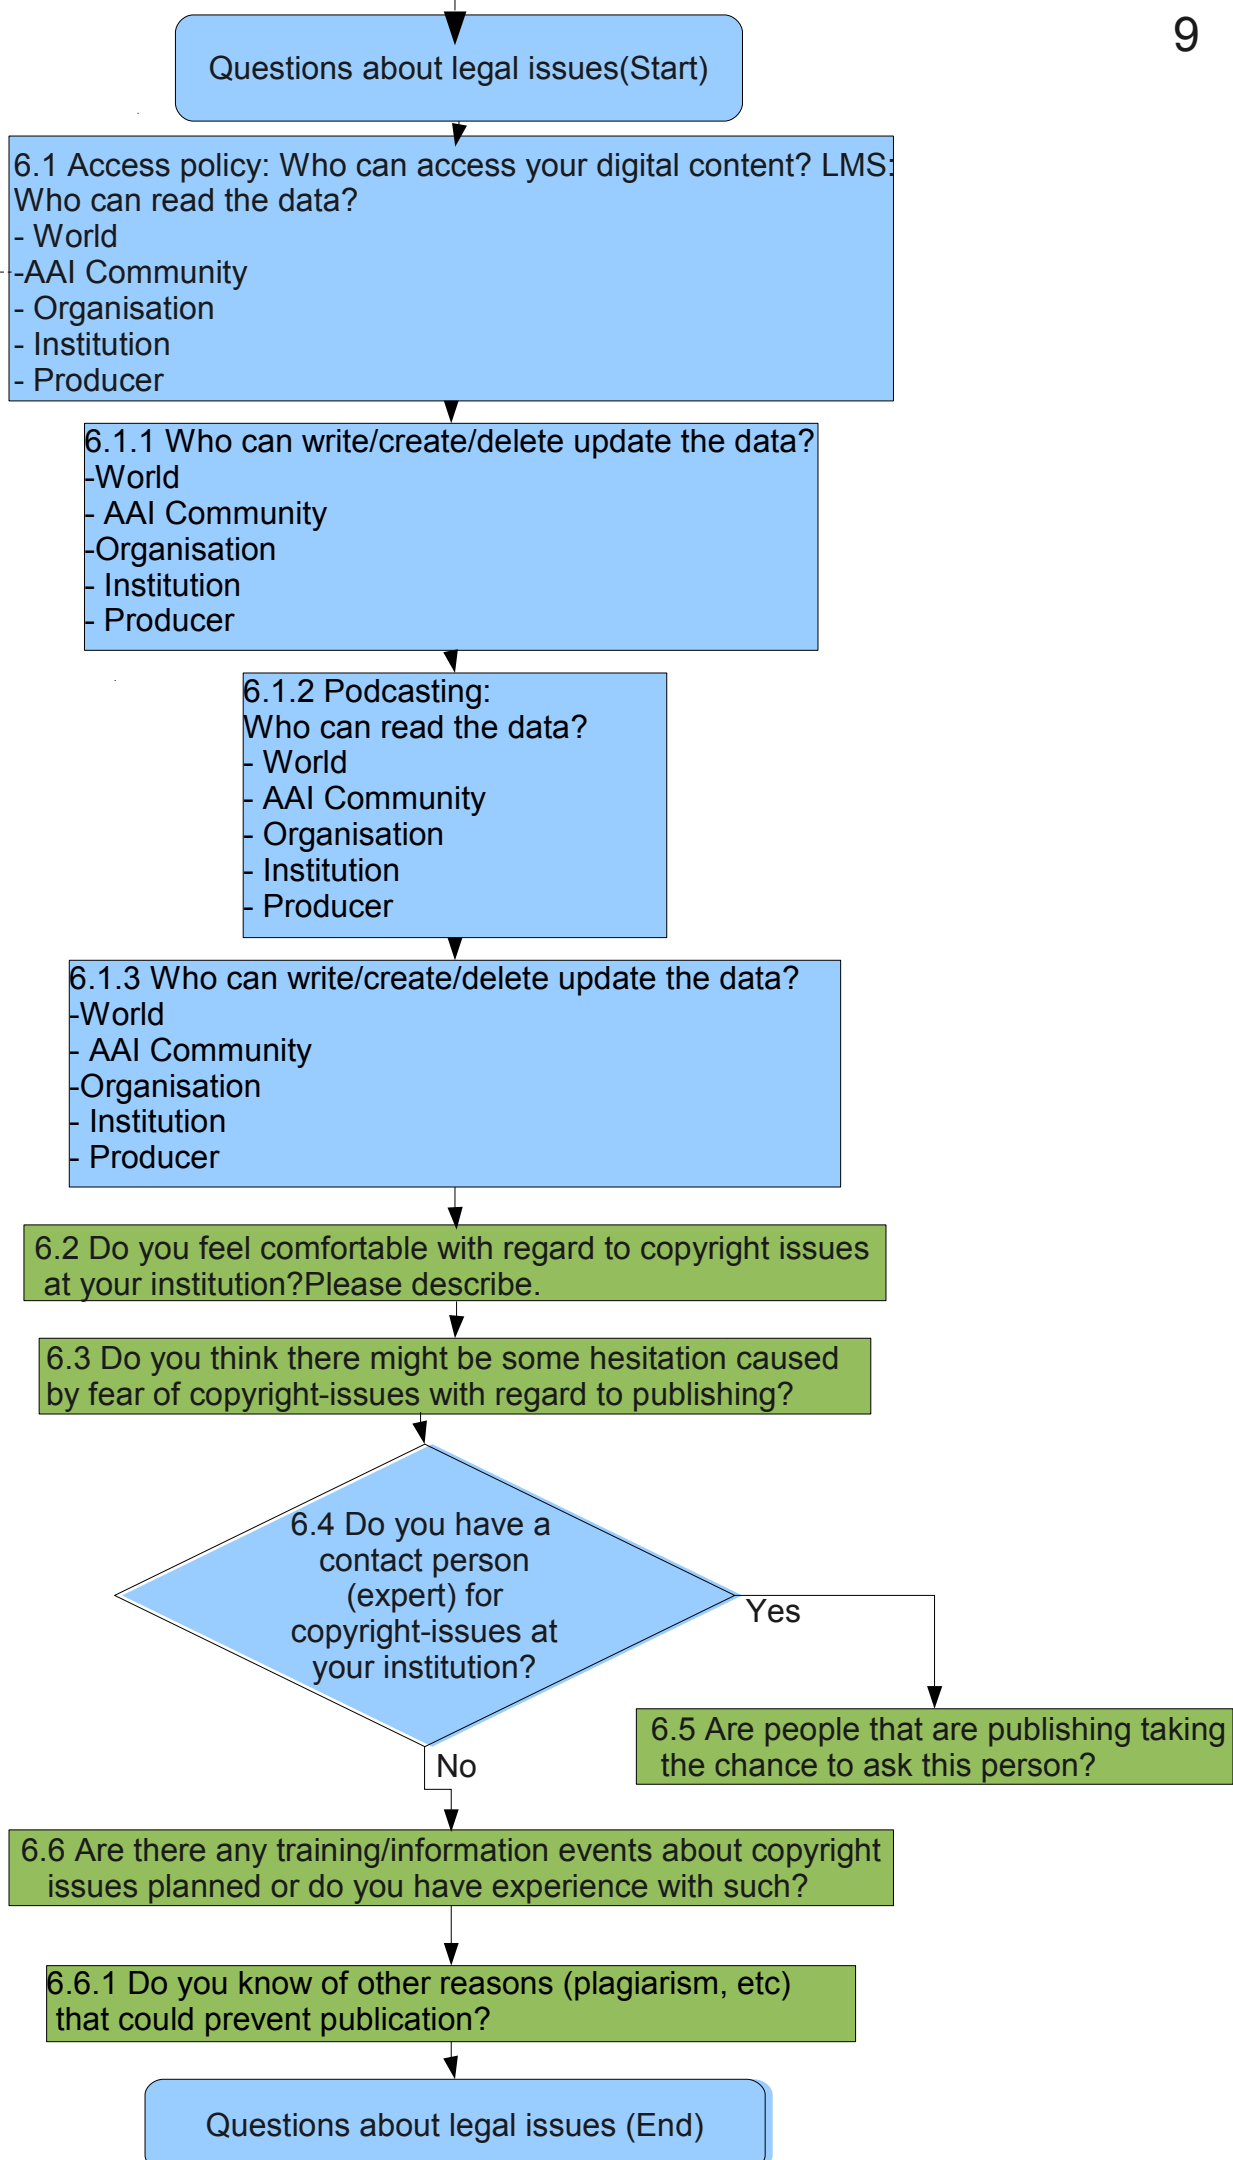 9
Questions about legal issues(Start)
6.1 Access policy: Who can access your digital content? LMS:
Who can read the data?
- World
-AAI Community
- Organisation
- Institution
- Producer
6.1.1 Who can write/create/delete update the data?
-World
- AAI Community
-Organisation
- Institution
- Producer
6.1.2 Podcasting:
Who can read the data?
- World
- AAI Community
- Organisation
- Institution
- Producer
6.1.3 Who can write/create/delete update the data?
-World
- AAI Community
-Organisation
- Institution
- Producer
6.2 Do you feel comfortable with regard to copyright issues
at your institution?Please describe.
6.3 Do you think there might be some hesitation caused
by fear of copyright-issues with regard to publishing?
6.4 Do you have a
contact person
(expert) for
copyright-issues at
your institution?
Yes
6.5 Are people that are publishing taking
the chance to ask this person?
No
6.6 Are there any training/information events about copyright
issues planned or do you have experience with such?
6.6.1 Do you know of other reasons (plagiarism, etc)
that could prevent publication?
Questions about legal issues (End)